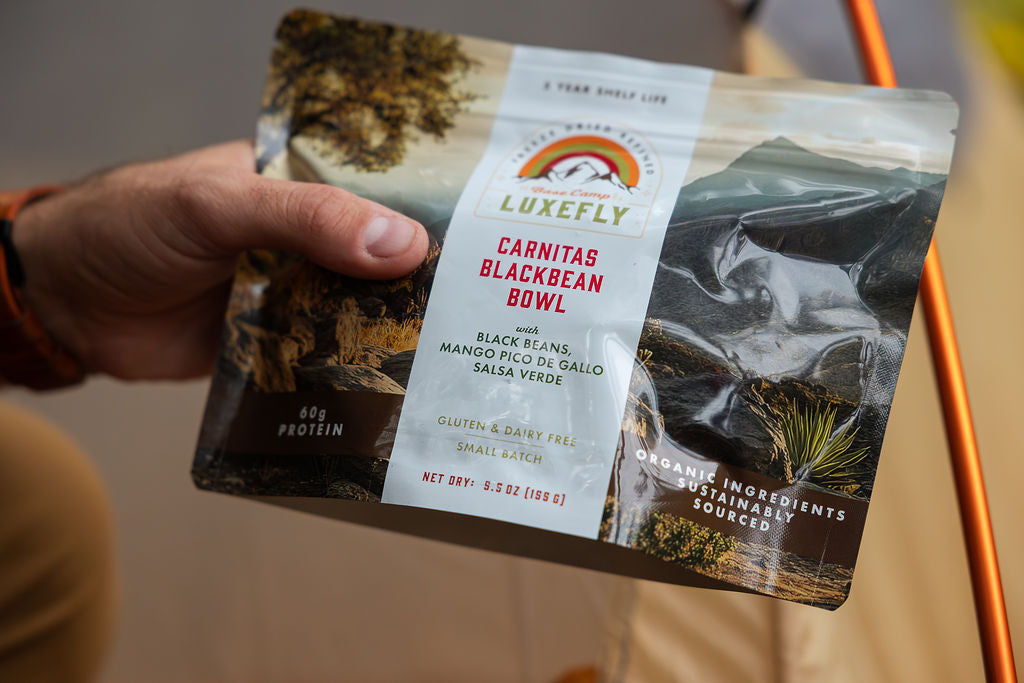 5 YEAR SHELF LIFE
FREEZE DRIED REFINED
Base Camp
LUXEFLY
CARNITAS
BLACKBEAN
BOWL
with
BLACK BEANS,
MANGO PICO DE GALLO
SALSA VERDE
GLUTEN & DAIRY FREE
SMALL BATCH
NET DRY: 5.5 OZ (155 G)
60g
PROTEIN
ORGANIC INGREDIENTS
SUSTAINABLY
SOURCED